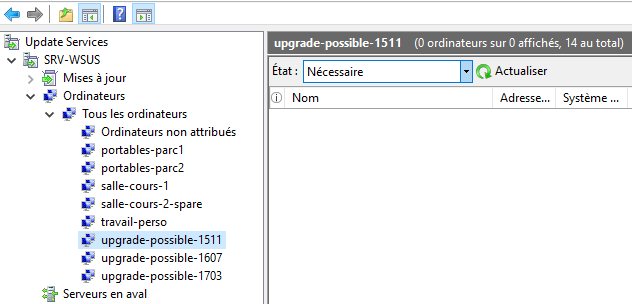 Update Services
SRV-WSUS
Mises à jour
Ordinateurs
Tous les ordinateurs
Ordinateurs non attribués
portables-parc1
portables-parc2
salle-cours-1
salle-cours-2-spare
travail-perso
upgrade-possible-1511
upgrade-possible-1607
upgrade-possible-1703
Serveurs en aval
upgrade-possible-1511 (0 ordinateurs sur 0 affichés, 14 au total)
État : Nécessaire Actualiser
Nom Adresse... Système ...